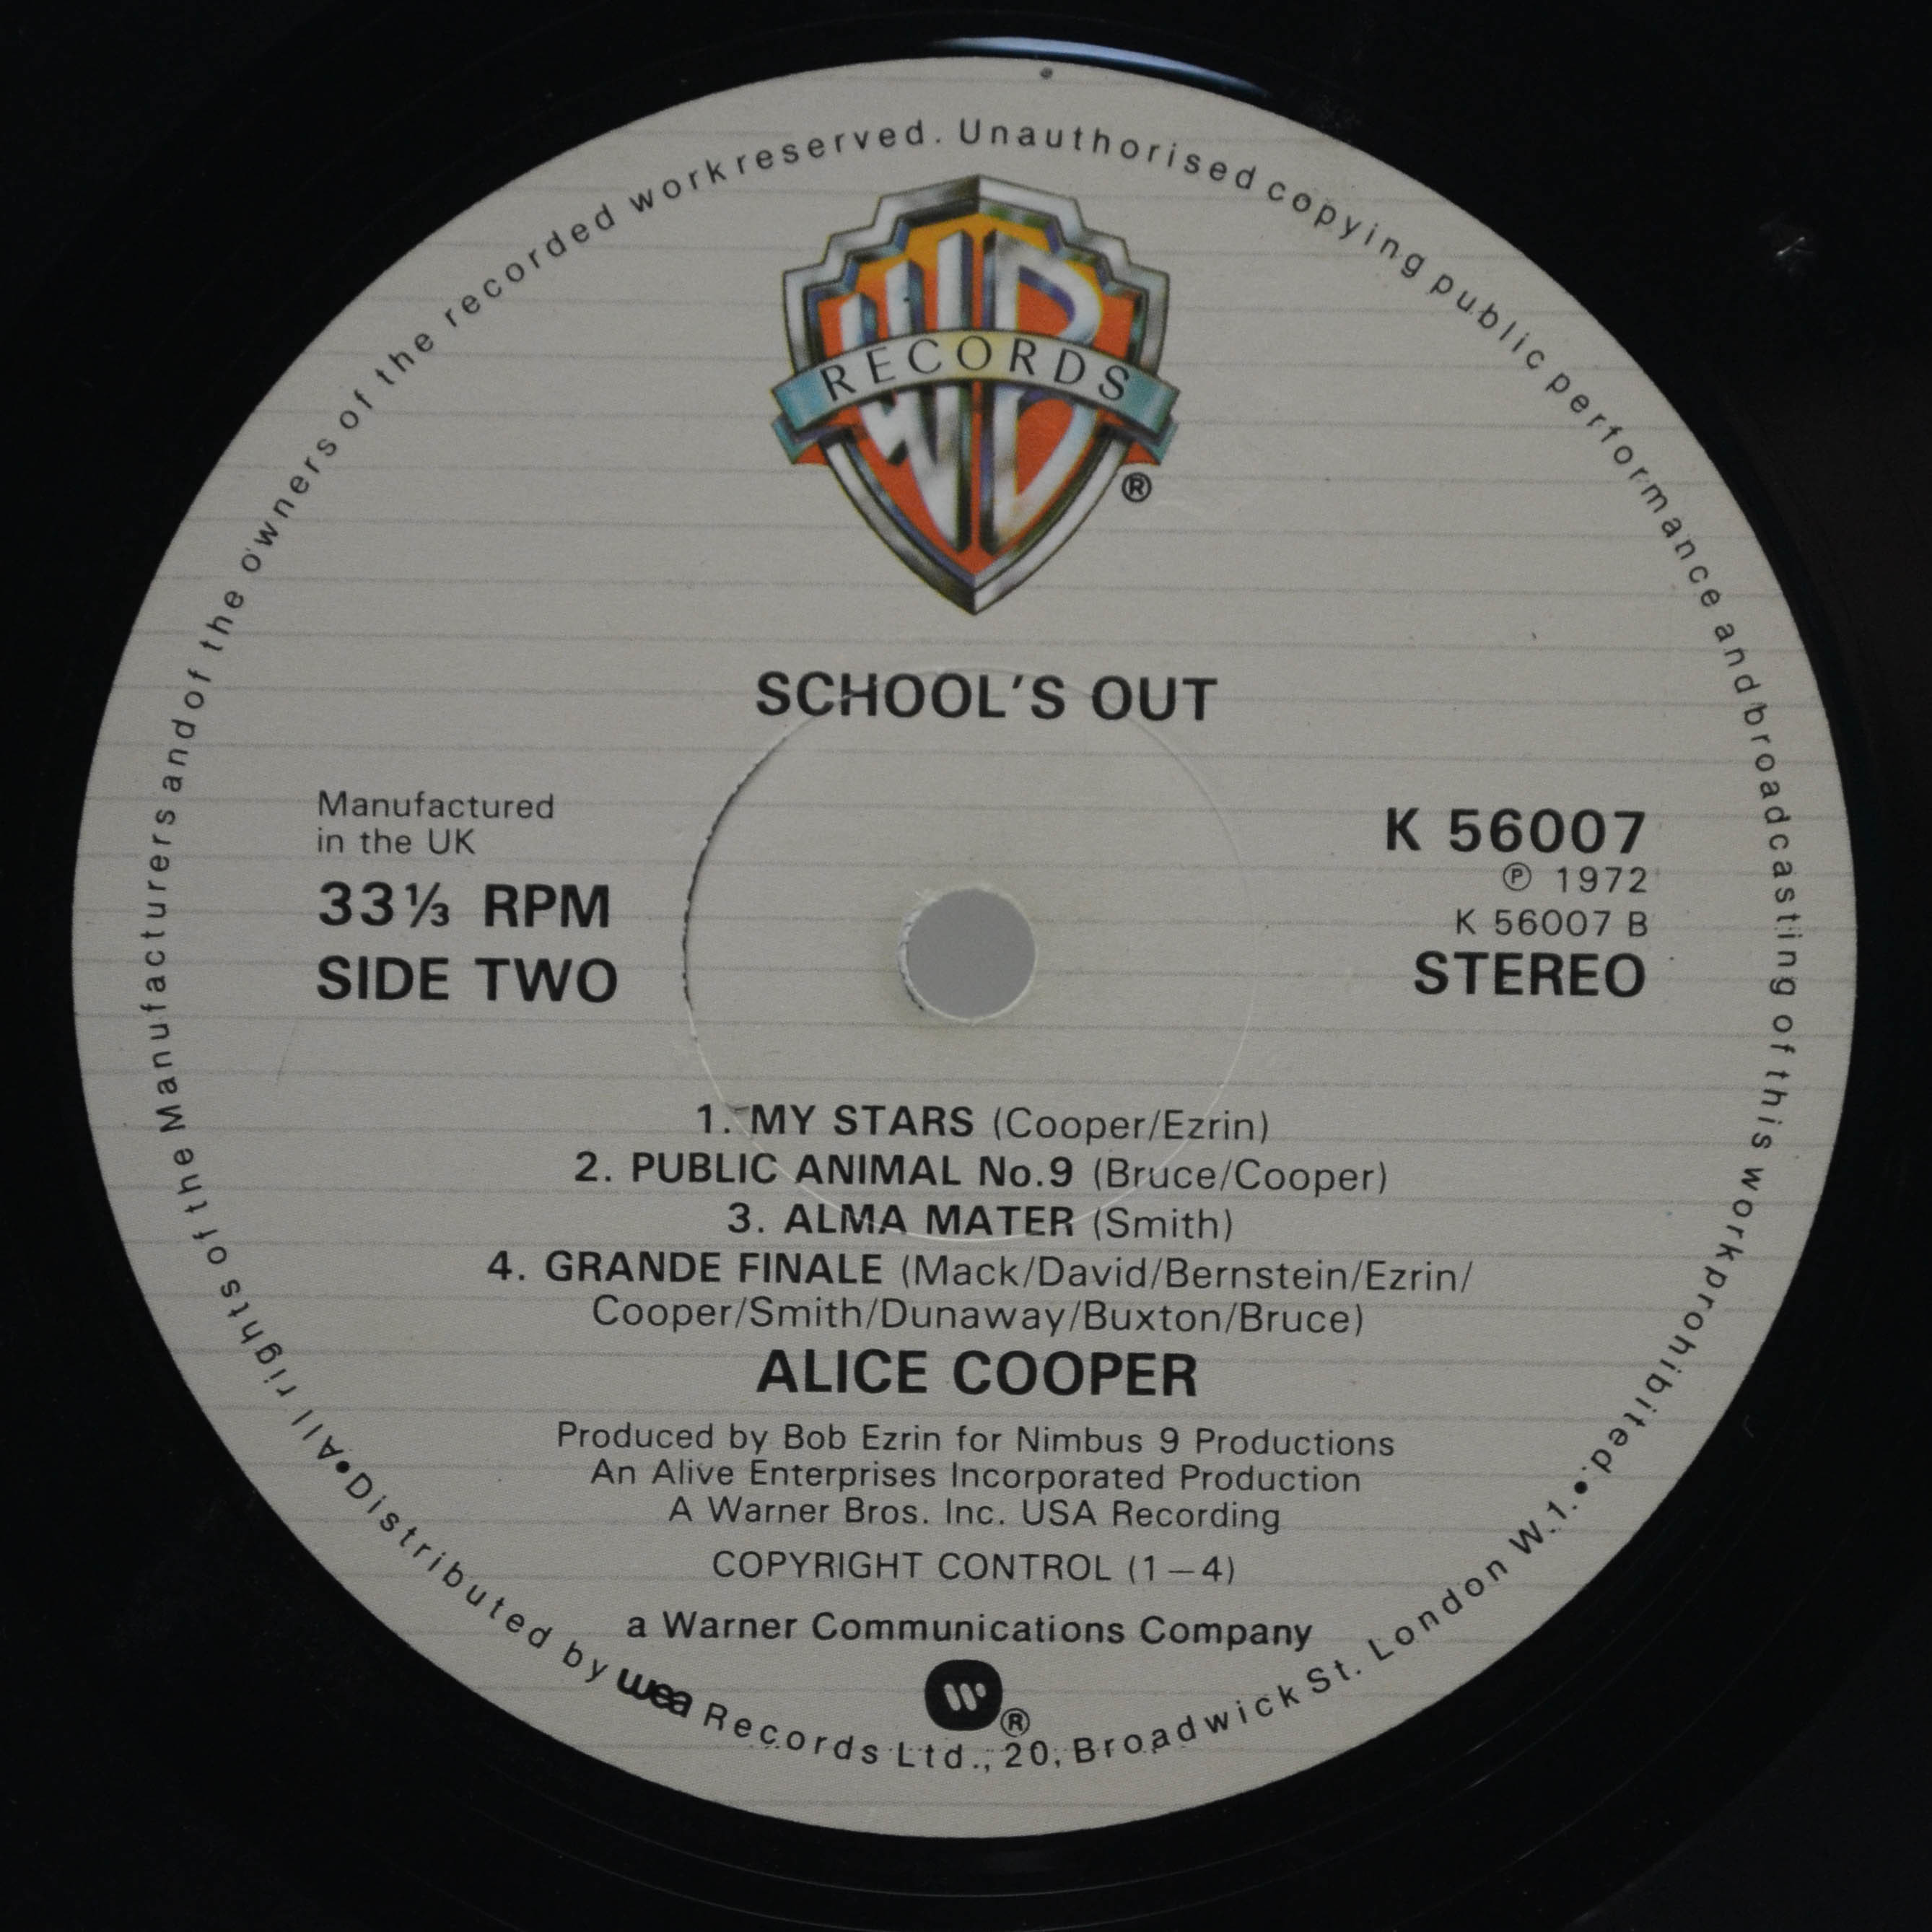 All rights of the Manufacturers and of the owners of the recorded work reserved. Unauthorised copying public performance and broadcasting of this work prohibited.
WB
RECORDS
®
SCHOOL'S OUT
Manufactured
in the UK
33⅓ RPM
SIDE TWO
K 56007
℗ 1972
K 56007 B
STEREO
1. MY STARS (Cooper/Ezrin)
2. PUBLIC ANIMAL No.9 (Bruce/Cooper)
3. ALMA MATER (Smith)
4. GRANDE FINALE (Mack/David/Bernstein/Ezrin/
Cooper/Smith/Dunaway/Buxton/Bruce)
ALICE COOPER
Produced by Bob Ezrin for Nimbus 9 Productions
An Alive Enterprises Incorporated Production
A Warner Bros. Inc. USA Recording
COPYRIGHT CONTROL (1–4)
a Warner Communications Company
W ®
•Distributed by wea Records Ltd., 20, Broadwick St. London W.1.•